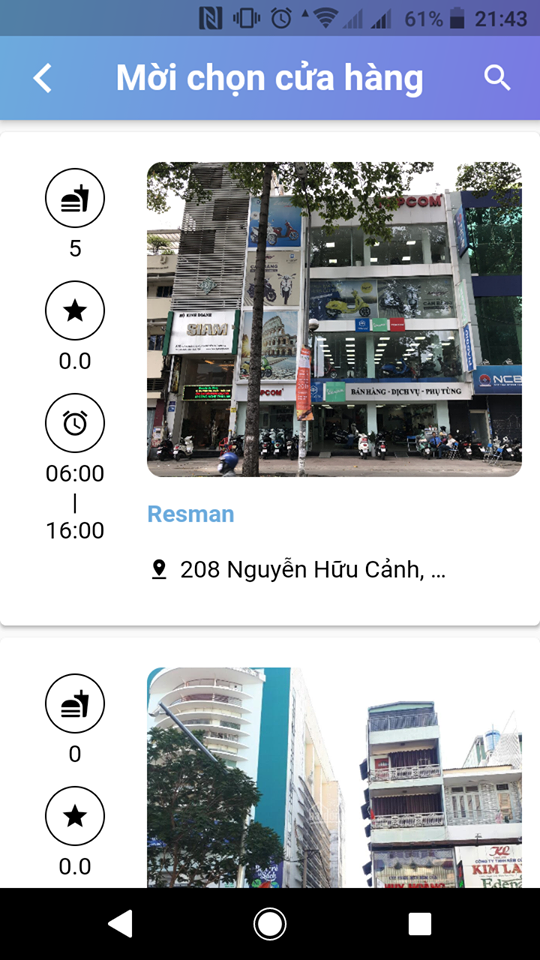 61% 21:43
Mời chọn cửa hàng
5
0.0
06:00
|
16:00
SIAM
BÁN HÀNG - DỊCH VỤ - PHỤ TÙNG
NCB
Resman
208 Nguyễn Hữu Cảnh, ...
0
0.0
KIM LA
Eden